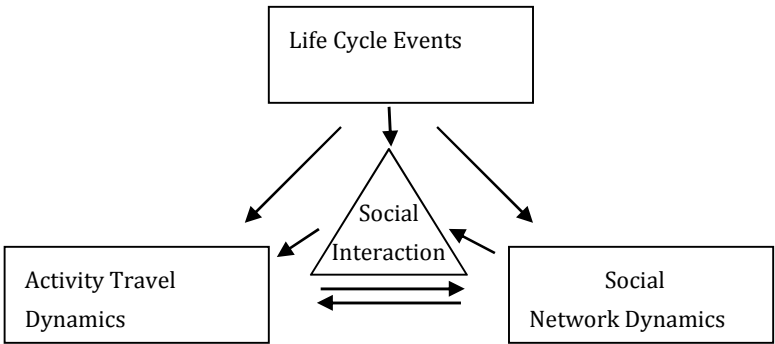 Life Cycle Events
Social
Interaction
Activity Travel
Dynamics
Social
Network Dynamics